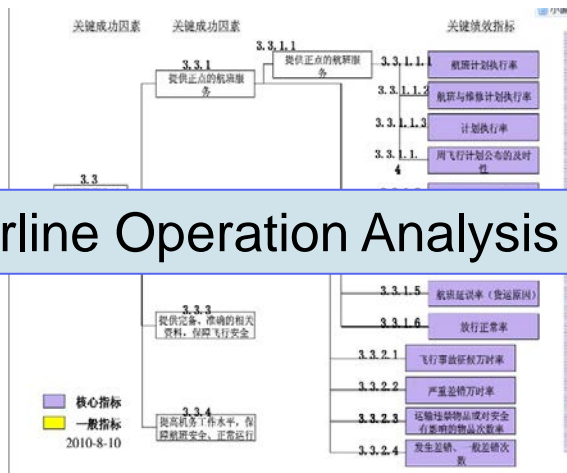 关键成功因素 关键成功因素 关键绩效指标
3.3.1.1
3.3.1
提供正点的航班服
务
提供正点的航班服
务
3.3.1.1.1
航班计划执行率
3.3.1.1.2
航班与维修计划执行率
3.3.1.1.3
计划执行率
3.3.1.1.
4
周飞行计划公布的及时
性
3.3
rline Operation Analysis
3.3.1.5
航班延误率（货运原因）
3.3.1.6
放行正常率
3.3.3
提供完备、准确的相关
资料，保障飞行安全
3.3.2.1
飞行事故征候万时率
3.3.2.2
严重差错万时率
3.3.2.3
运输违禁物品或对安全
有影响的物品次数率
3.3.2.4
发生差错、一般差错次
数
3.3.4
提高机务工作水平，保
障航班安全、正常运行
核心指标
一般指标
2010-8-10